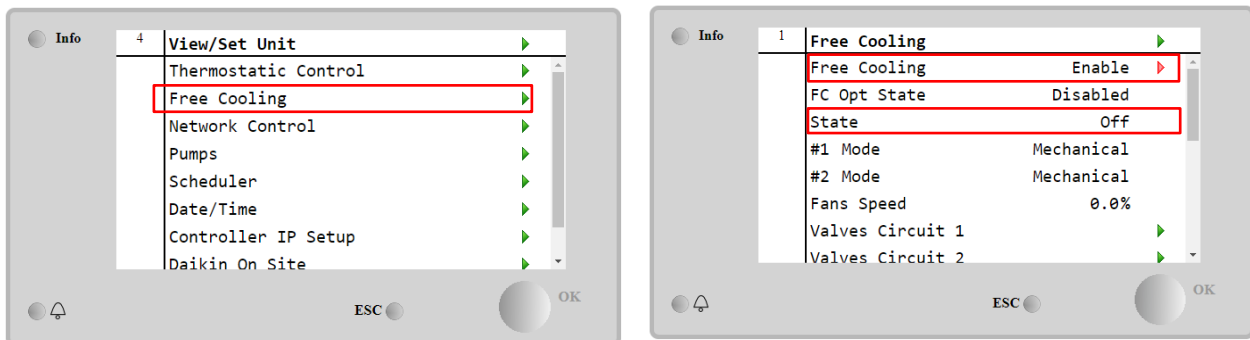 Info
4 View/Set Unit
Thermostatic Control
Free Cooling
Network Control
Pumps
Scheduler
Date/Time
Controller IP Setup
Daikin On Site
ESC
OK
Info
1 Free Cooling
Free Cooling Enable
FC Opt State Disabled
State Off
#1 Mode Mechanical
#2 Mode Mechanical
Fans Speed 0.0%
Valves Circuit 1
Valves Circuit 2
ESC
OK